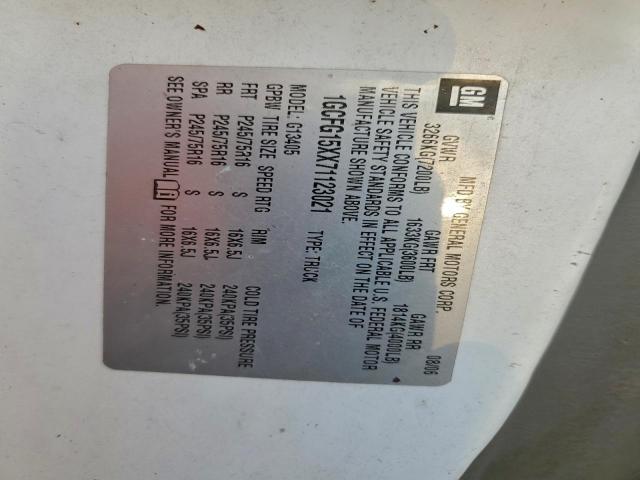 GM
MFD BY GENERAL MOTORS CORP. 08/06
GVWR GAWR FRT GAWR RR
3266KG(7200LB) 1633KG(3600LB) 1814KG(4000LB)
THIS VEHICLE CONFORMS TO ALL APPLICABLE U.S. FEDERAL MOTOR
VEHICLE SAFETY STANDARDS IN EFFECT ON THE DATE OF
MANUFACTURE SHOWN ABOVE.
1GCFG15XX71123021 TYPE: TRUCK
MODEL: G13405
GPBW TIRE SIZE SPEED RTG RIM COLD TIRE PRESSURE
FRT P245/75R16 S 16X6.5J 240KPA(35PSI)
RR P245/75R16 S 16X6.5J 240KPA(35PSI)
SPA P245/75R16 S 16X6.5J 240KPA(35PSI)
SEE OWNER'S MANUAL FOR MORE INFORMATION.